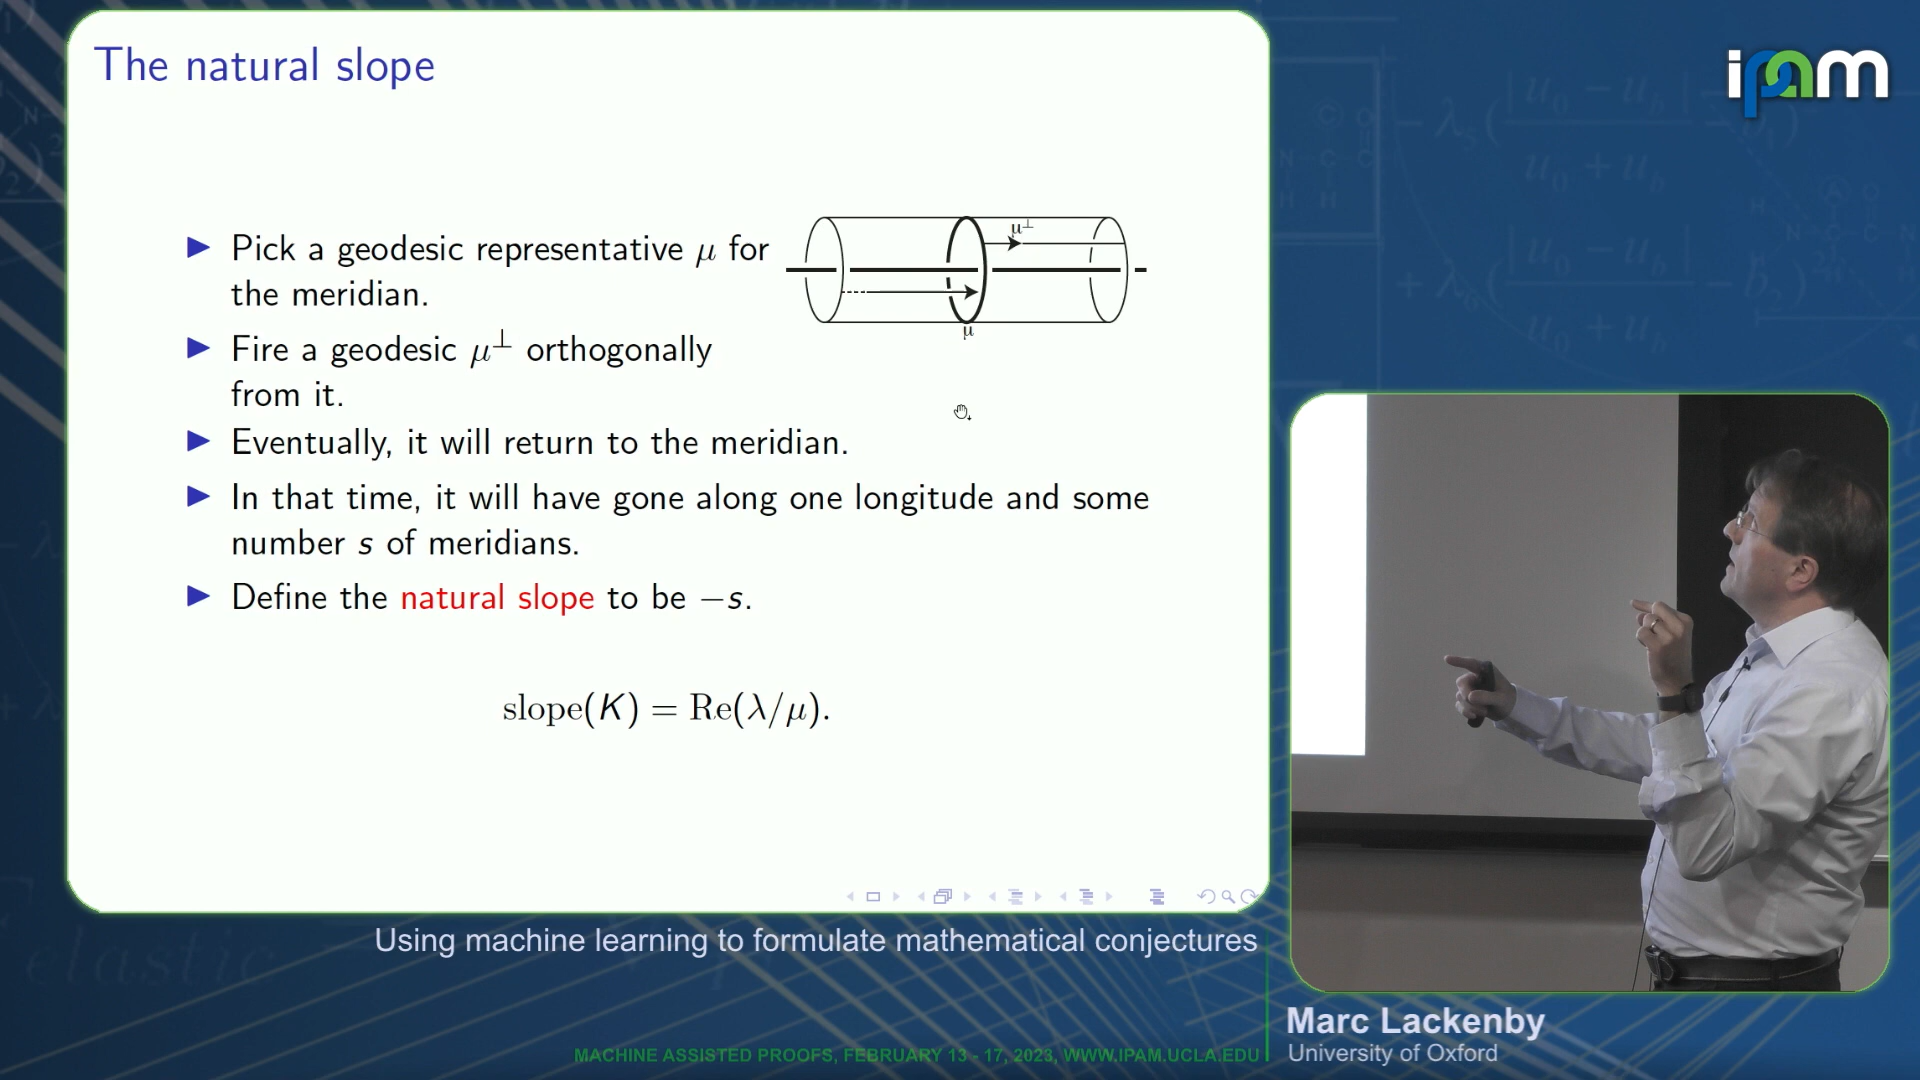 The natural slope
ipam
▶ Pick a geodesic representative μ for
the meridian.
▶ Fire a geodesic μ⊥ orthogonally
from it.
▶ Eventually, it will return to the meridian.
▶ In that time, it will have gone along one longitude and some
number s of meridians.
▶ Define the natural slope to be −s.
μ⊥
μ
slope(K) = Re(λ/μ).
Using machine learning to formulate mathematical conjectures
Marc Lackenby
University of Oxford
MACHINE ASSISTED PROOFS, FEBRUARY 13 - 17, 2023, WWW.IPAM.UCLA.EDU
elastic